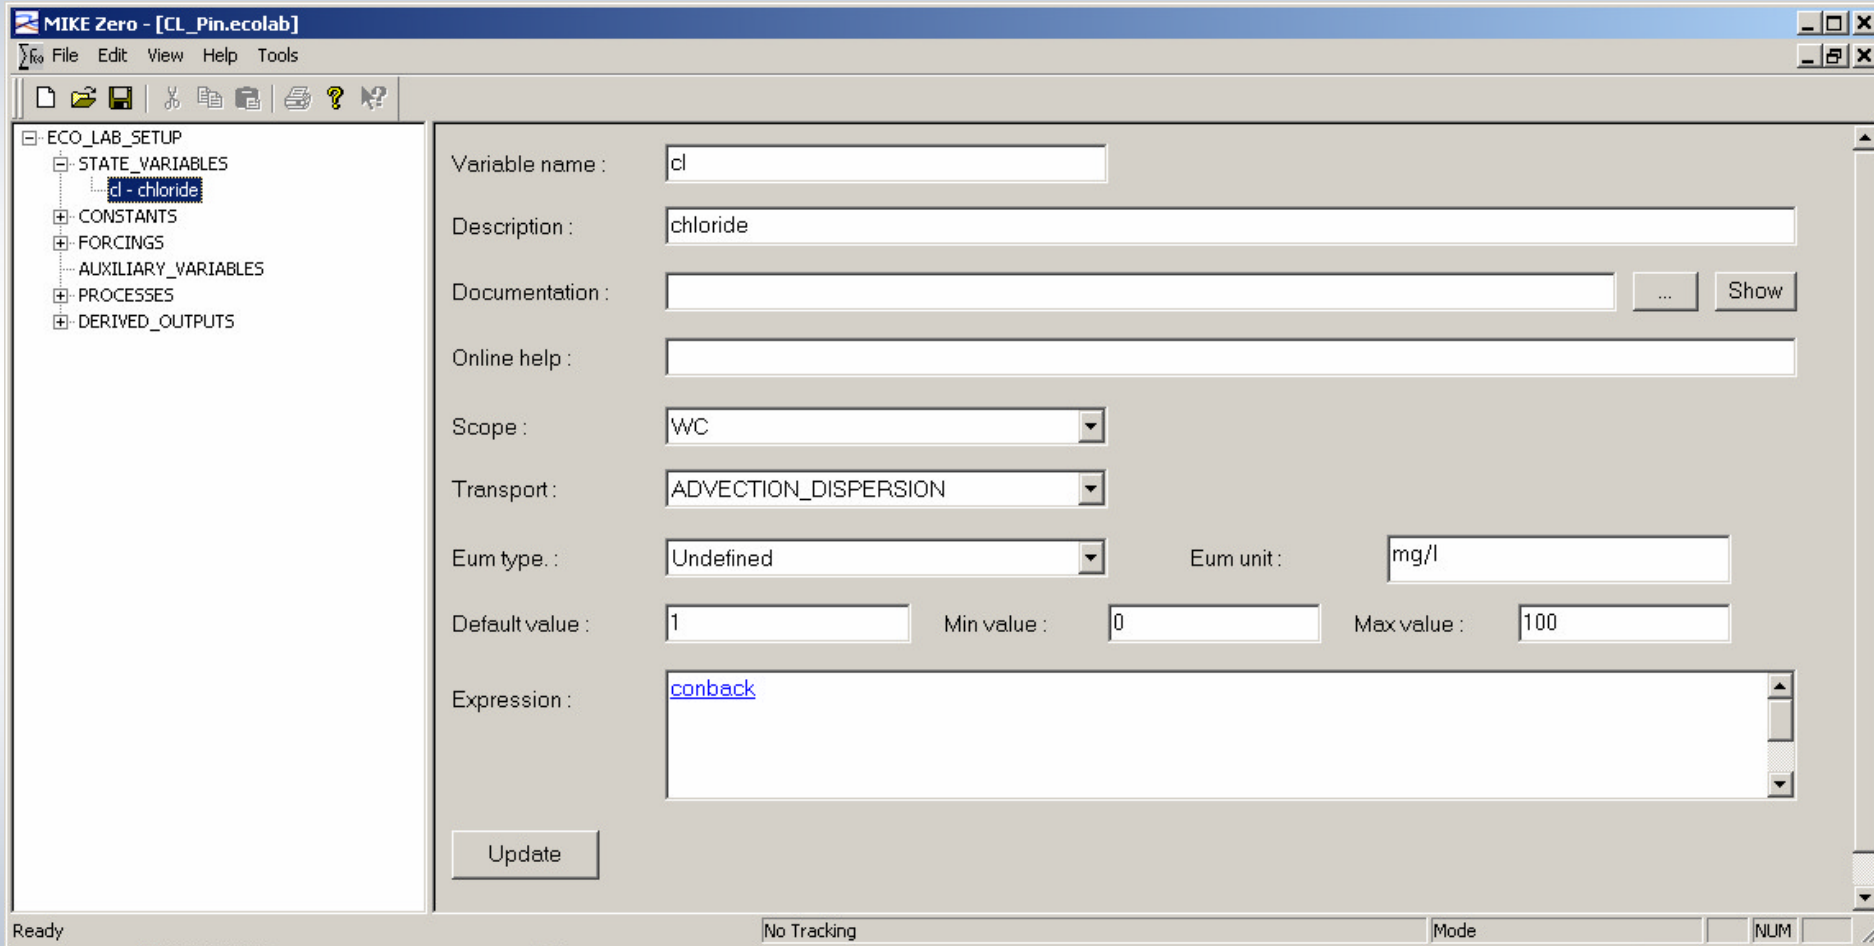 MIKE Zero - [CL_Pin.ecolab]
File Edit View Help Tools
ECO_LAB_SETUP
STATE_VARIABLES
cl - chloride
CONSTANTS
FORCINGS
AUXILIARY_VARIABLES
PROCESSES
DERIVED_OUTPUTS
Variable name : cl
Description : chloride
Documentation : ... Show
Online help :
Scope : WC
Transport : ADVECTION_DISPERSION
Eum type. : Undefined Eum unit : mg/l
Default value : 1 Min value : 0 Max value : 100
Expression : conback
Update
Ready No Tracking Mode NUM